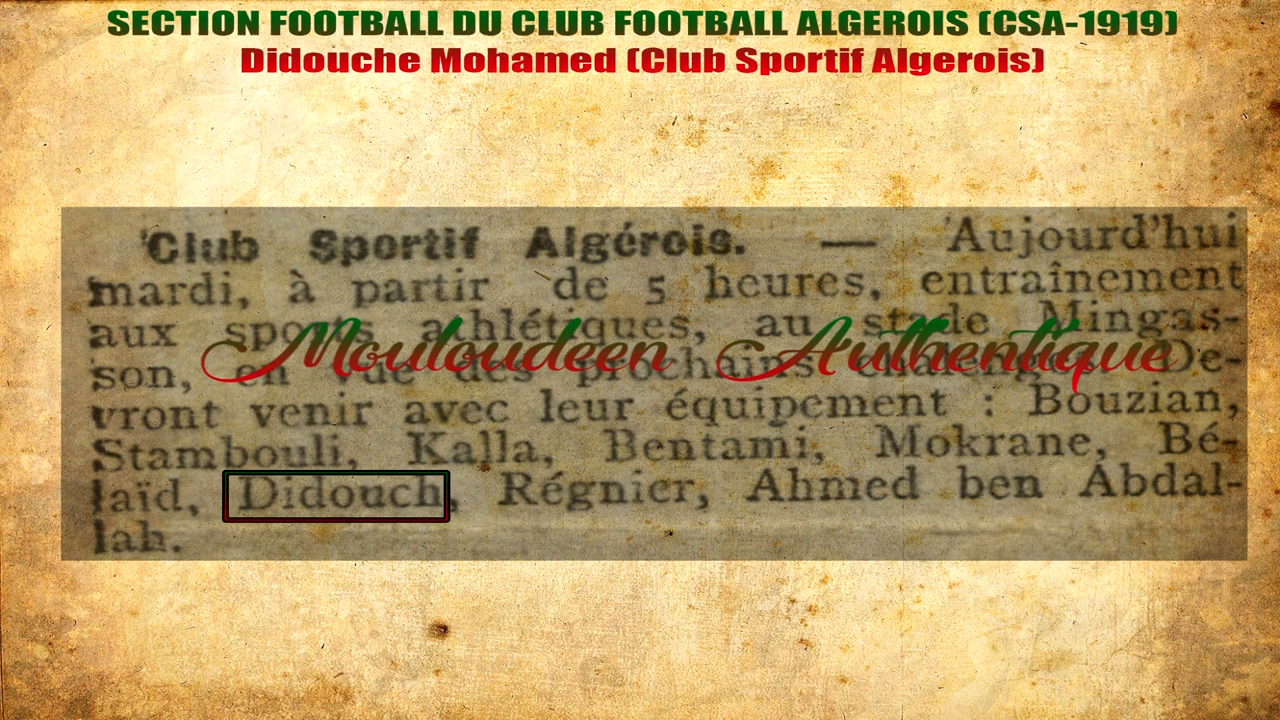 SECTION FOOTBALL DU CLUB FOOTBALL ALGEROIS (CSA-1919)
Didouche Mohamed (Club Sportif Algerois)
Club Sportif Algérois. — Aujourd'hui
mardi, à partir de 5 heures, entraînement
aux sports athlétiques, au stade Mingas-
Mouloudeen Authentique
son, en vue des prochains De-
vront venir avec leur équipement : Bouzian,
Stambouli, Kalla, Bentami, Mokrane, Bé-
laïd, Didouch, Régnier, Ahmed ben Abdal-
lah.